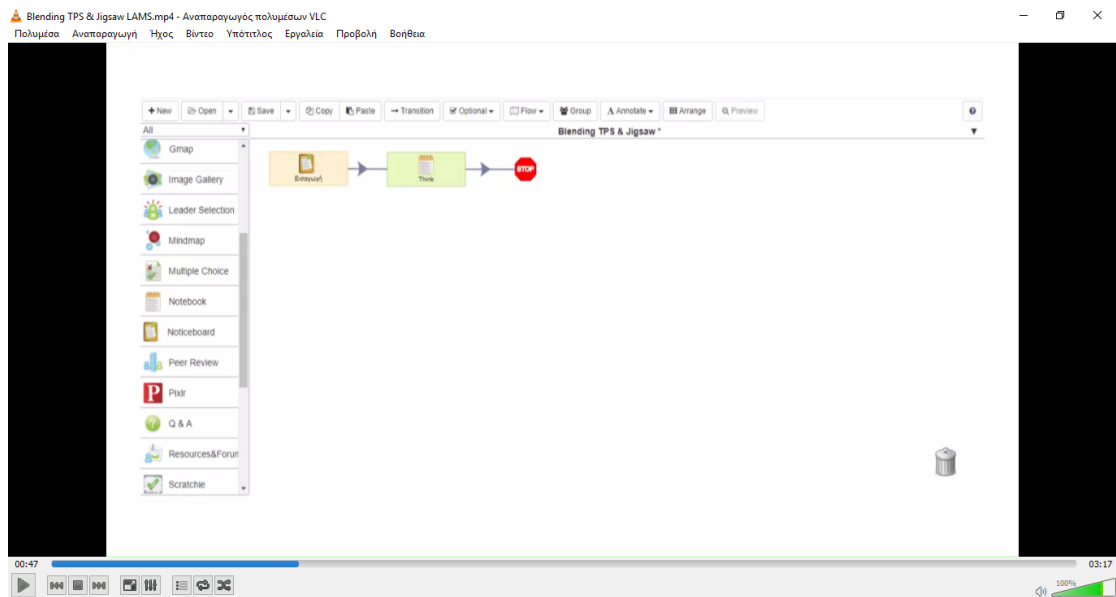 Blending TPS & Jigsaw LAMS.mp4 - Αναπαραγωγός πολυμέσων VLC
Πολυμέσα Αναπαραγωγή Ήχος Βίντεο Υπότιτλος Εργαλεία Προβολή Βοήθεια
New Open Save Copy Paste Transition Optional Flow Group Annotate Arrange Preview
All
Blending TPS & Jigsaw *
Gmap
Image Gallery
Leader Selection
Mindmap
Multiple Choice
Notebook
Noticeboard
Peer Review
Pixlr
Q & A
Resources&Forum
Scratchie
Εισαγωγή
Think
STOP
00:47
03:17
100%